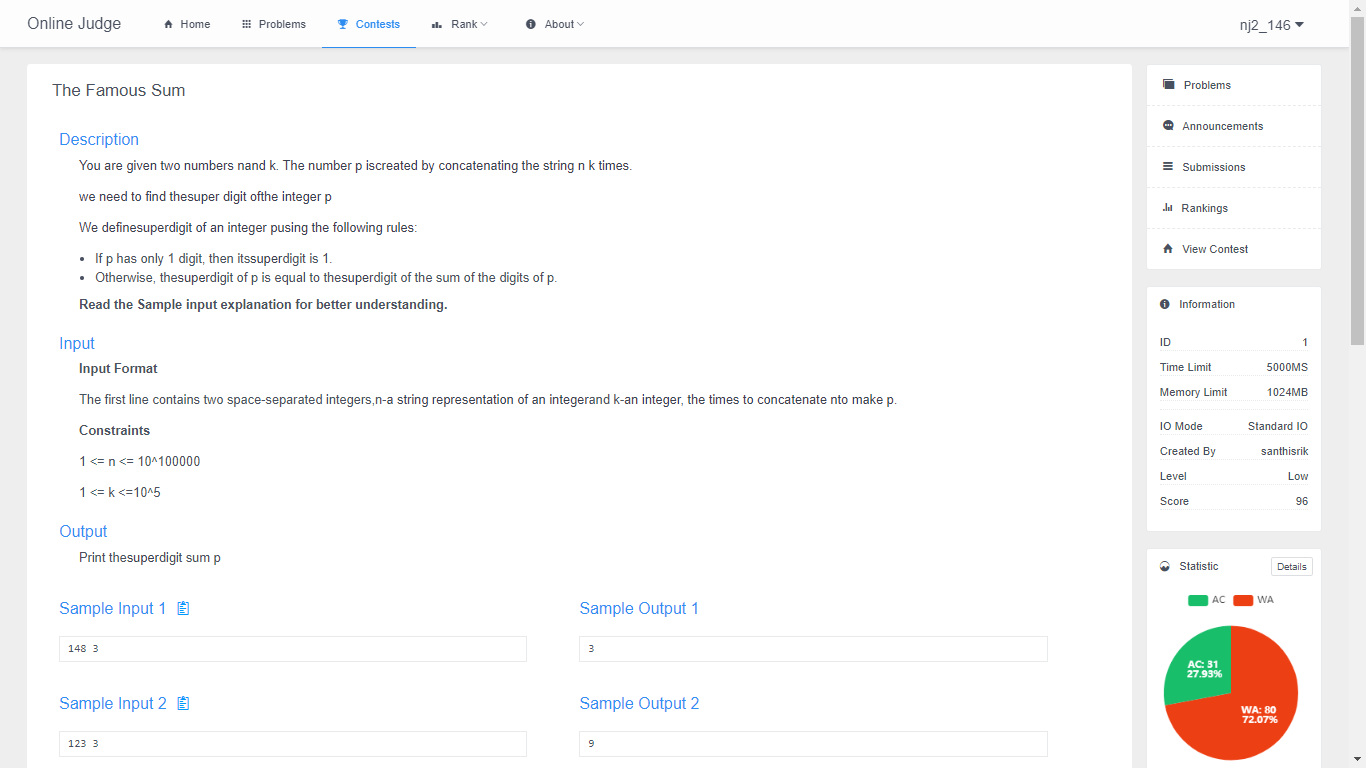 Online Judge
Home
Problems
Contests
Rank
About
nj2_146
The Famous Sum
Description
You are given two numbers nand k. The number p iscreated by concatenating the string n k times.
we need to find thesuper digit ofthe integer p
We definesuperdigit of an integer pusing the following rules:
If p has only 1 digit, then itssuperdigit is 1.
Otherwise, thesuperdigit of p is equal to thesuperdigit of the sum of the digits of p.
Read the Sample input explanation for better understanding.
Input
Input Format
The first line contains two space-separated integers,n-a string representation of an integerand k-an integer, the times to concatenate nto make p.
Constraints
1 <= n <= 10^100000
1 <= k <=10^5
Output
Print thesuperdigit sum p
Sample Input 1
Sample Output 1
148 3
3
Sample Input 2
Sample Output 2
123 3
9
Problems
Announcements
Submissions
Rankings
View Contest
Information
ID 1
Time Limit 5000MS
Memory Limit 1024MB
IO Mode Standard IO
Created By santhisrik
Level Low
Score 96
Statistic
Details
AC WA
AC: 31
27.93%
WA: 80
72.07%